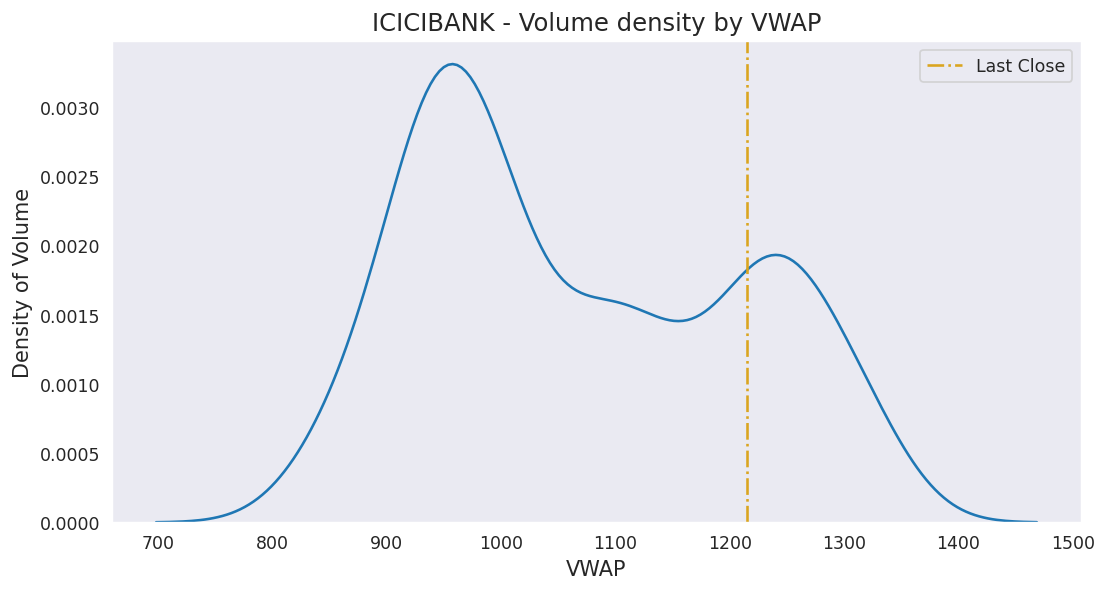 ICICIBANK - Volume density by VWAP
Last Close
Density of Volume
0.0030
0.0025
0.0020
0.0015
0.0010
0.0005
0.0000
700 800 900 1000 1100 1200 1300 1400 1500
VWAP